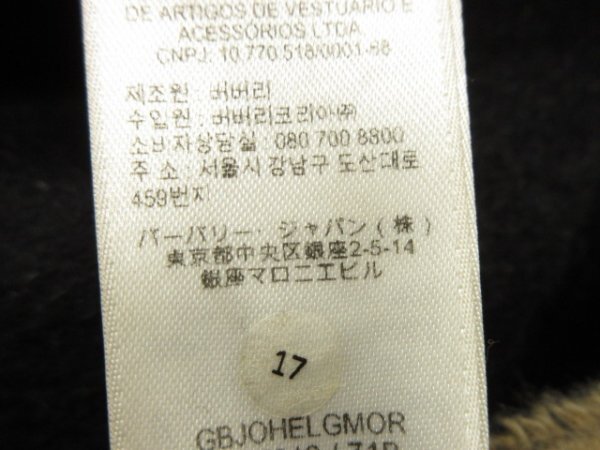 DE ARTIGOS DE VESTUARIO E
ACESSÓRIOS LTDA
CNPJ: 10.770.518/0001-68
제조원 : 버버리
수입원 : 버버리코리아㈜
소비자상담실 080 700 8800
주 소 : 서울시 강남구 도산대로
459번지
バーバリー・ジャパン(株)
東京都中央区銀座2-5-14
銀座マロニエビル
17
GBJOHELGMOR